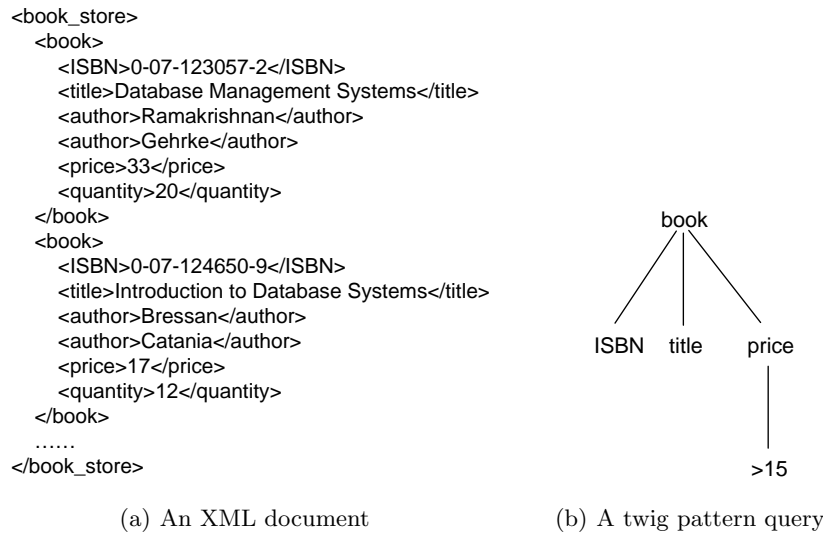 <book_store>
<book>
<ISBN>0-07-123057-2</ISBN>
<title>Database Management Systems</title>
<author>Ramakrishnan</author>
<author>Gehrke</author>
<price>33</price>
<quantity>20</quantity>
</book>
<book>
<ISBN>0-07-124650-9</ISBN>
<title>Introduction to Database Systems</title>
<author>Bressan</author>
<author>Catania</author>
<price>17</price>
<quantity>12</quantity>
</book>
……
</book_store>
(a) An XML document
book
ISBN title price
>15
(b) A twig pattern query